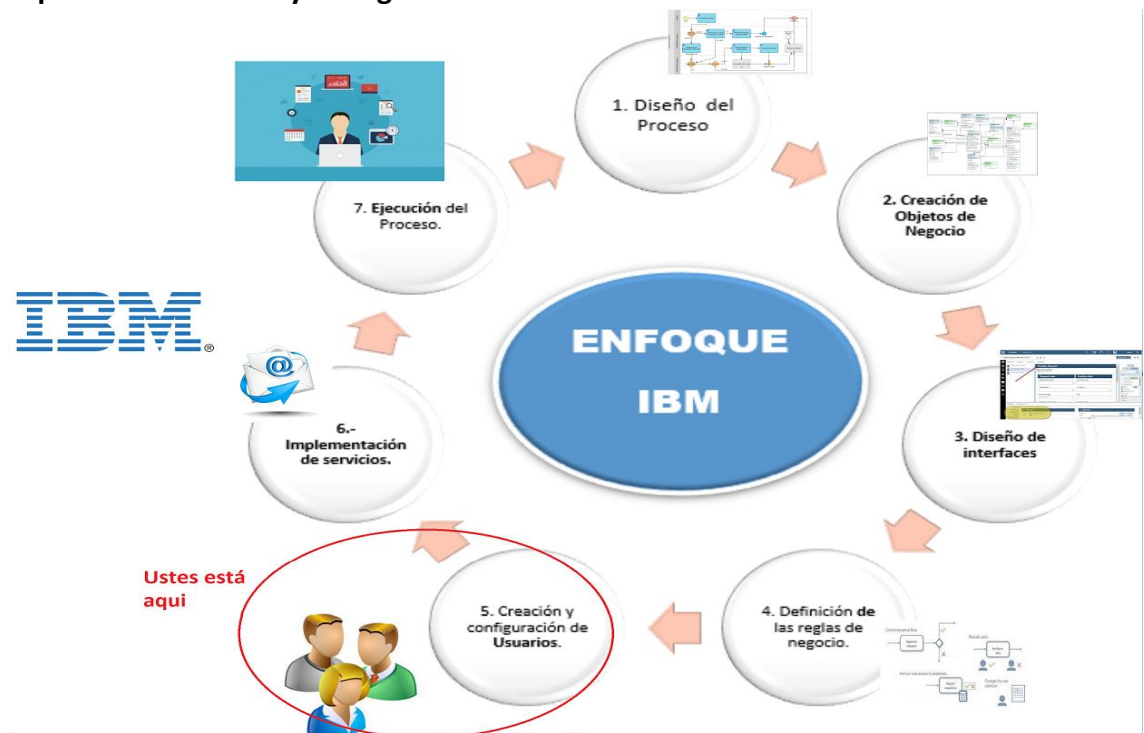 1. Diseño del
Proceso
2. Creación de
Objetos de
Negocio
3. Diseño de
interfaces
4. Definición de
las reglas de
negocio.
5. Creación y
configuración de
Usuarios.
6.-
Implementación
de servicios.
7. Ejecución del
Proceso.
ENFOQUE
IBM
IBM®
Ustes está
aqui